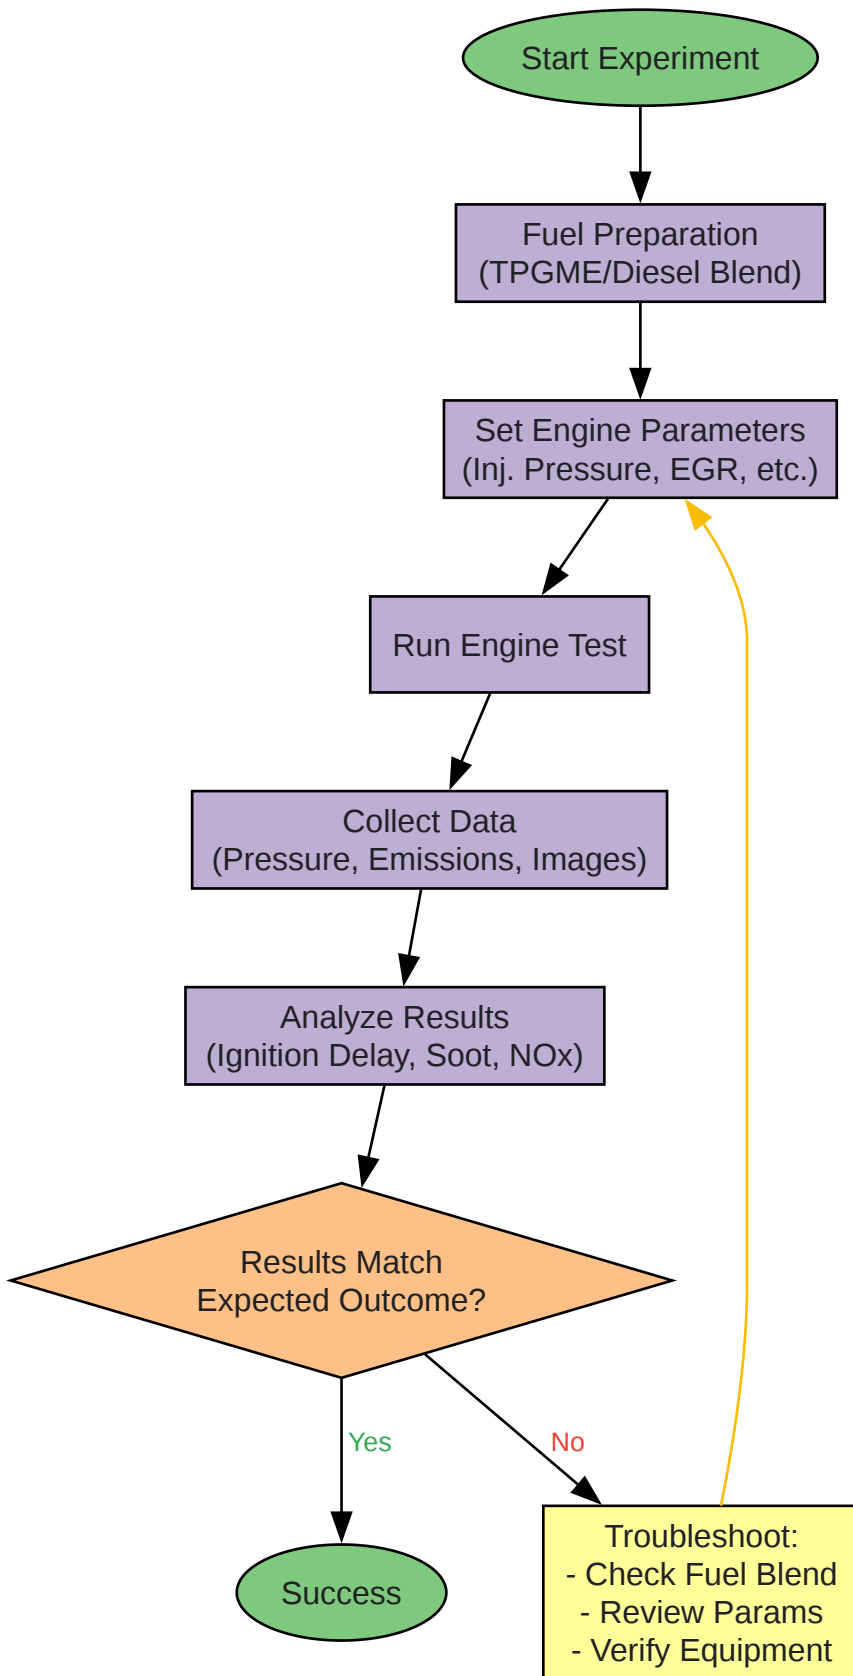 Start Experiment
Fuel Preparation
(TPGME/Diesel Blend)
Set Engine Parameters
(Inj. Pressure, EGR, etc.)
Run Engine Test
Collect Data
(Pressure, Emissions, Images)
Analyze Results
(Ignition Delay, Soot, NOx)
Results Match
Expected Outcome?
Yes
No
Success
Troubleshoot:
- Check Fuel Blend
- Review Params
- Verify Equipment